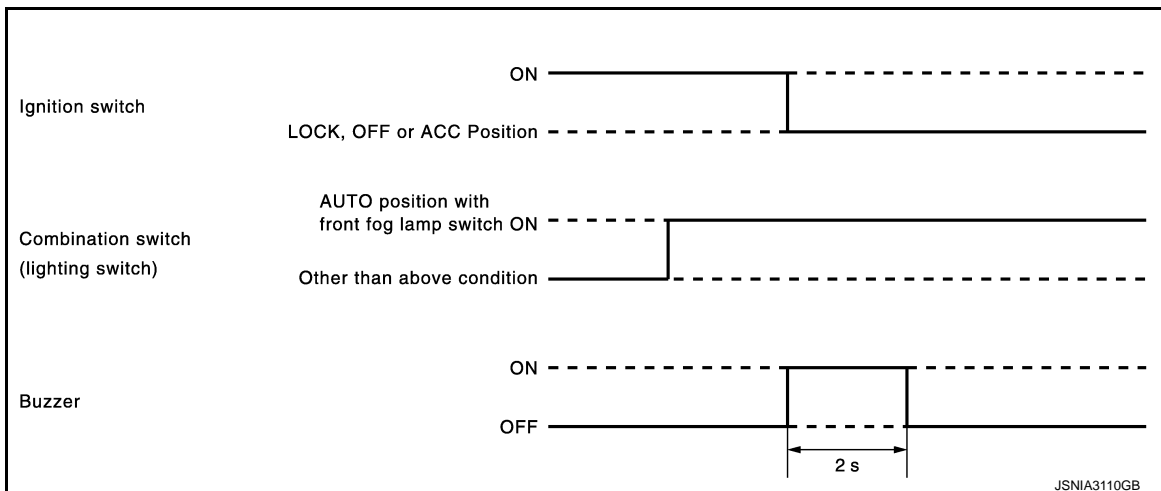 ON
Ignition switch
LOCK, OFF or ACC Position
AUTO position with
front fog lamp switch ON
Combination switch
(lighting switch)
Other than above condition
ON
Buzzer
OFF
2 s
JSNIA3110GB